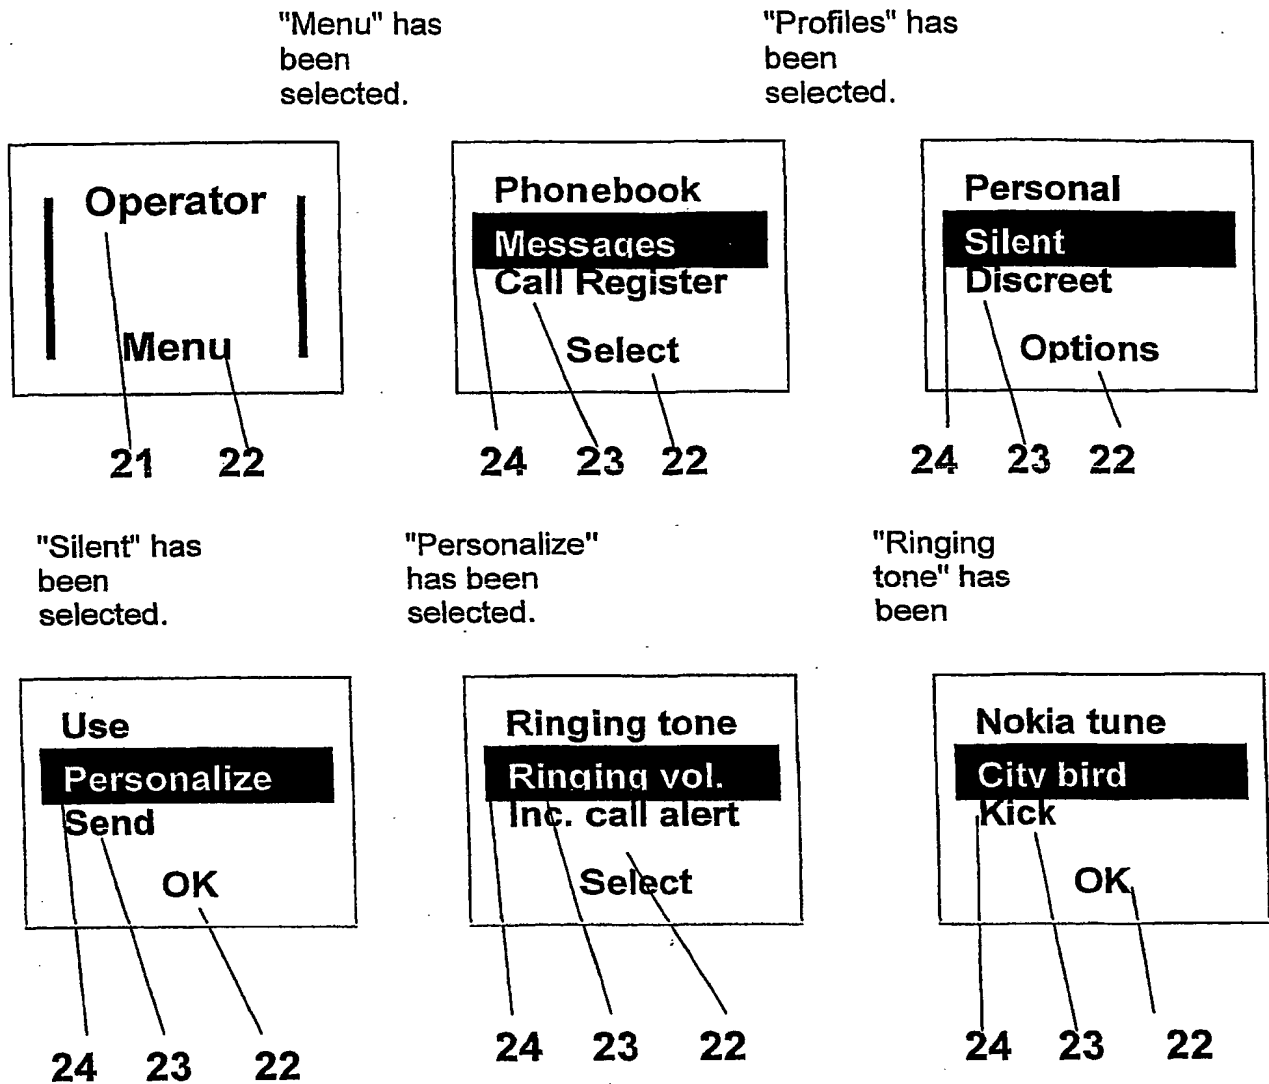 "Menu" has
been
selected.
"Profiles" has
been
selected.
Operator
Menu
21 22
Phonebook
Messages
Call Register
Select
24 23 22
Personal
Silent
Discreet
Options
24 23 22
"Silent" has
been
selected.
"Personalize"
has been
selected.
"Ringing
tone" has
been
Use
Personalize
Send
OK
24 23 22
Ringing tone
Ringing vol.
Inc. call alert
Select
24 23 22
Nokia tune
City bird
Kick
OK
24 23 22